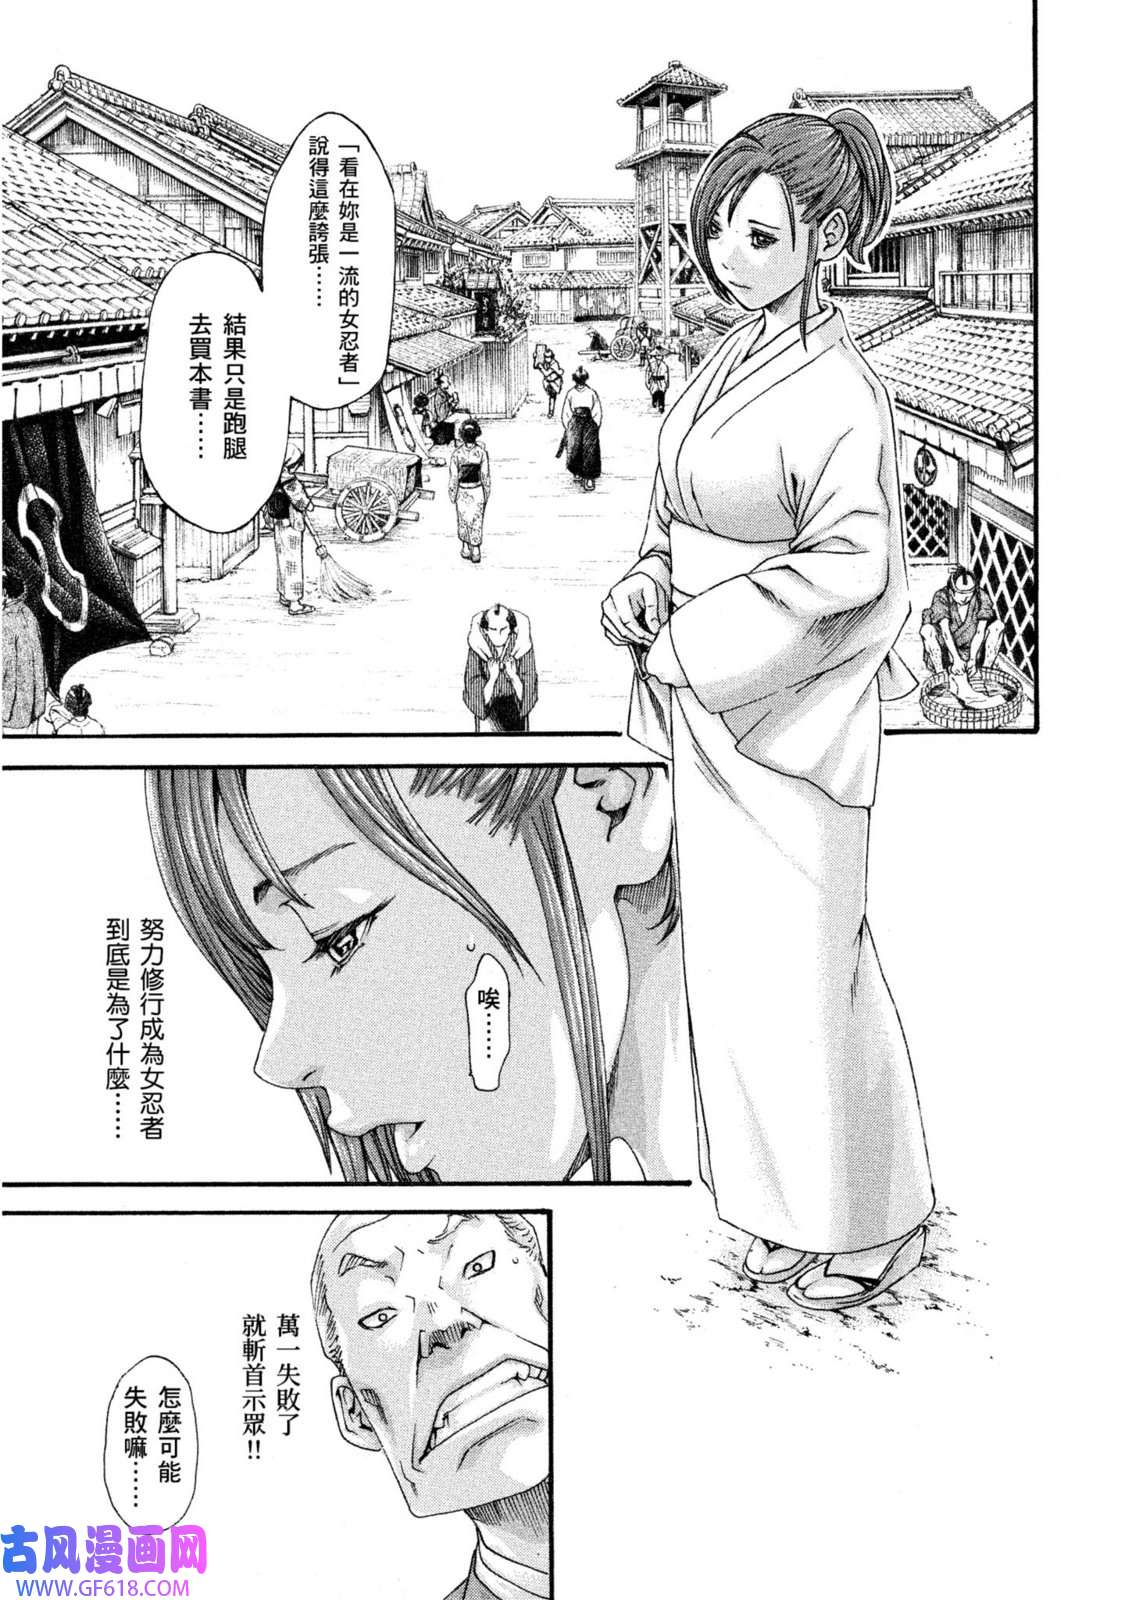 「看在妳是一流的女忍者」
說得這麼誇張……
結果只是跑腿
去買本書……
唉……
努力修行成為女忍者
到底是為了什麼……
萬一失敗了
就斬首示眾!!
怎麼可能
失敗嘛……
古风漫画网
WWW.GF618.COM